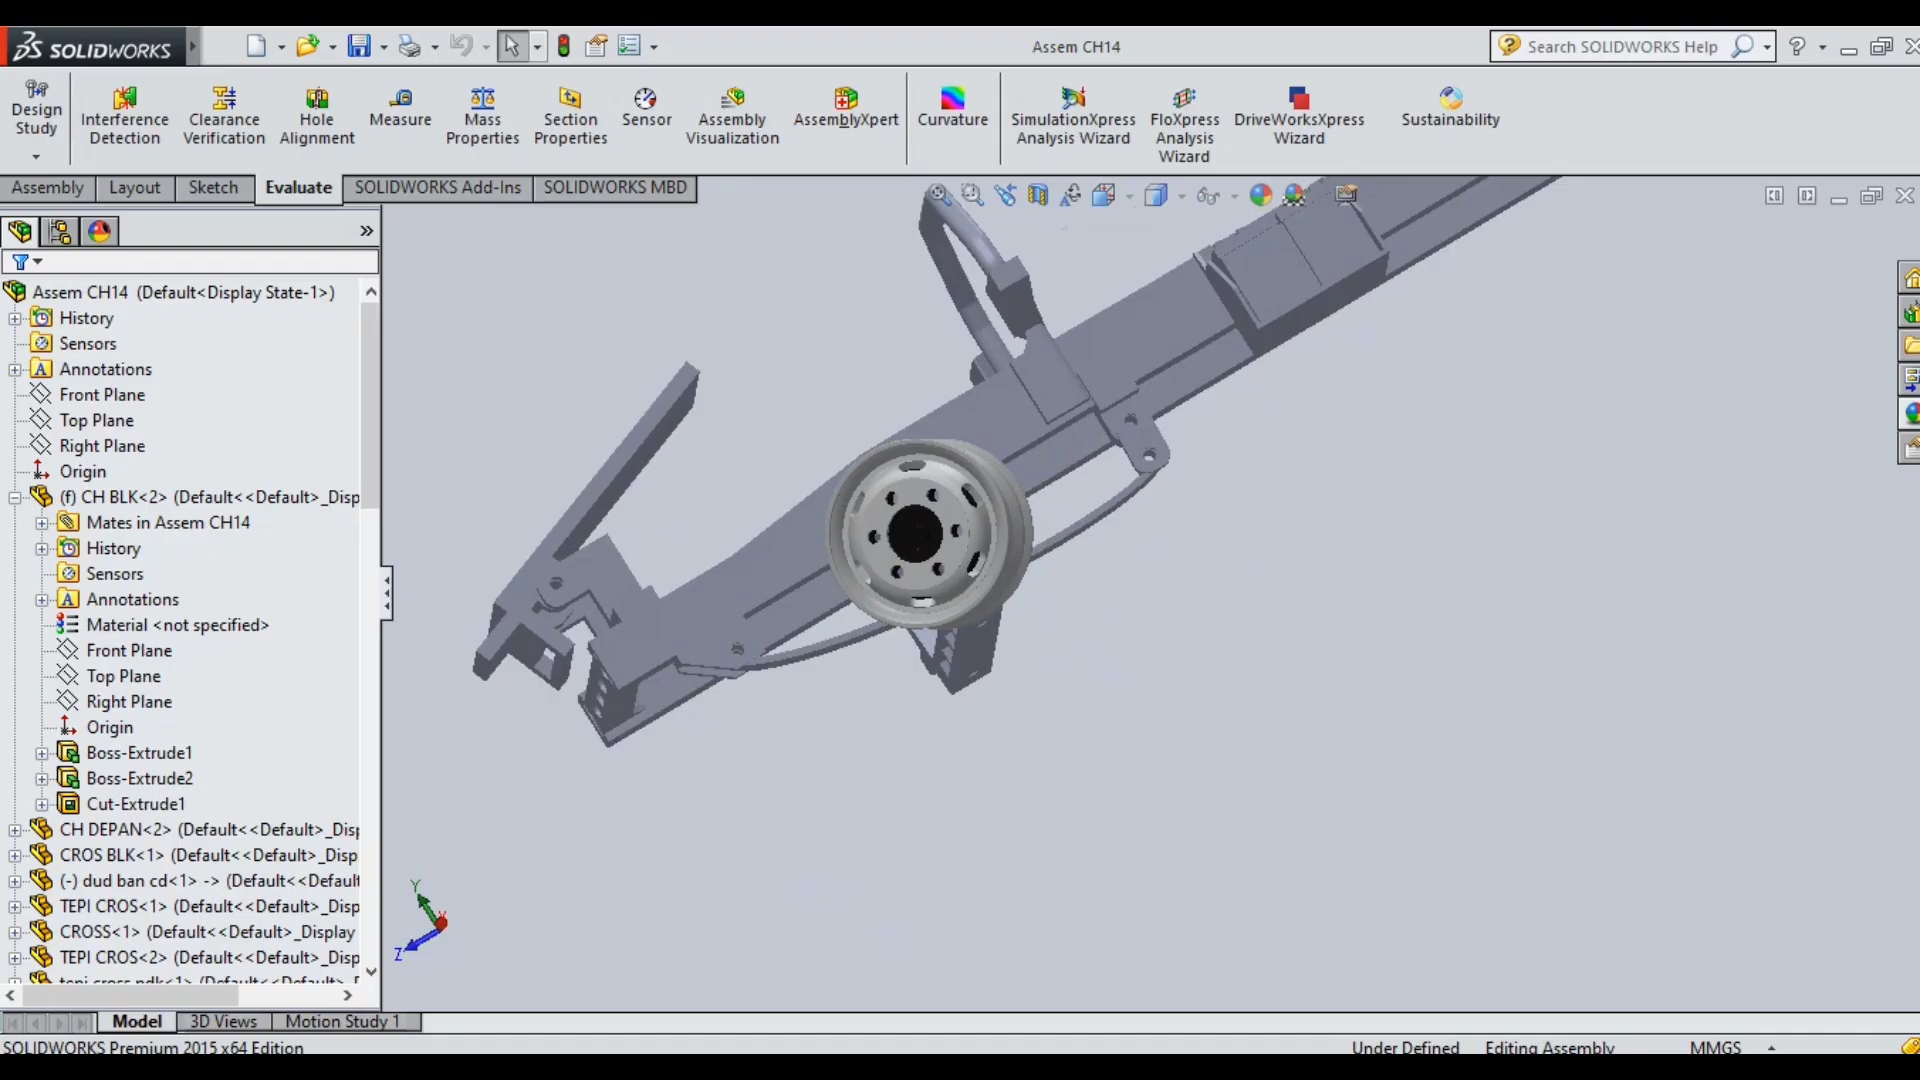 SOLIDWORKS
Assem CH14
Search SOLIDWORKS Help
Design Study
Interference Detection
Clearance Verification
Hole Alignment
Measure
Mass Properties
Section Properties
Sensor
Assembly Visualization
AssemblyXpert
Curvature
SimulationXpress Analysis Wizard
FloXpress Analysis Wizard
DriveWorksXpress Wizard
Sustainability
Assembly
Layout
Sketch
Evaluate
SOLIDWORKS Add-Ins
SOLIDWORKS MBD
Assem CH14 (Default<Display State-1>)
History
Sensors
Annotations
Front Plane
Top Plane
Right Plane
Origin
(f) CH BLK<2> (Default<<Default>_Disp
Mates in Assem CH14
History
Sensors
Annotations
Material <not specified>
Front Plane
Top Plane
Right Plane
Origin
Boss-Extrude1
Boss-Extrude2
Cut-Extrude1
CH DEPAN<2> (Default<<Default>_Disp
CROS BLK<1> (Default<<Default>_Disp
(-) dud ban cd<1> -> (Default<<Default
TEPI CROS<1> (Default<<Default>_Disp
CROSS<1> (Default<<Default>_Display
TEPI CROS<2> (Default<<Default>_Disp
Y
Z
Model
3D Views
Motion Study 1
SOLIDWORKS Premium 2015 x64 Edition
Under Defined
Editing Assembly
MMGS